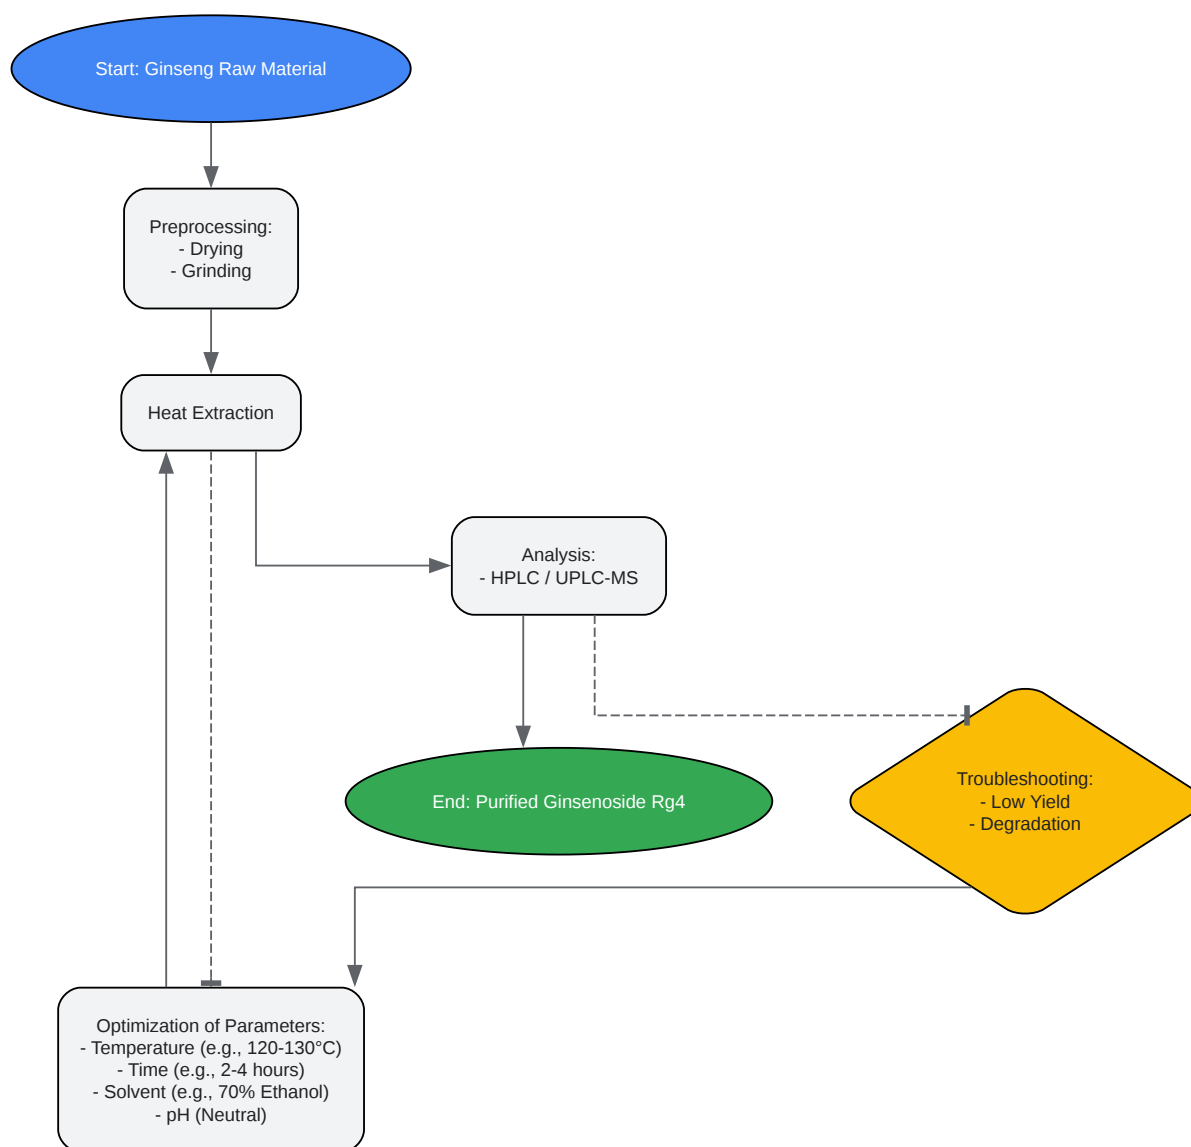 Start: Ginseng Raw Material
Preprocessing:
- Drying
- Grinding
Heat Extraction
Analysis:
- HPLC / UPLC-MS
Troubleshooting:
- Low Yield
- Degradation
End: Purified Ginsenoside Rg4
Optimization of Parameters:
- Temperature (e.g., 120-130°C)
- Time (e.g., 2-4 hours)
- Solvent (e.g., 70% Ethanol)
- pH (Neutral)